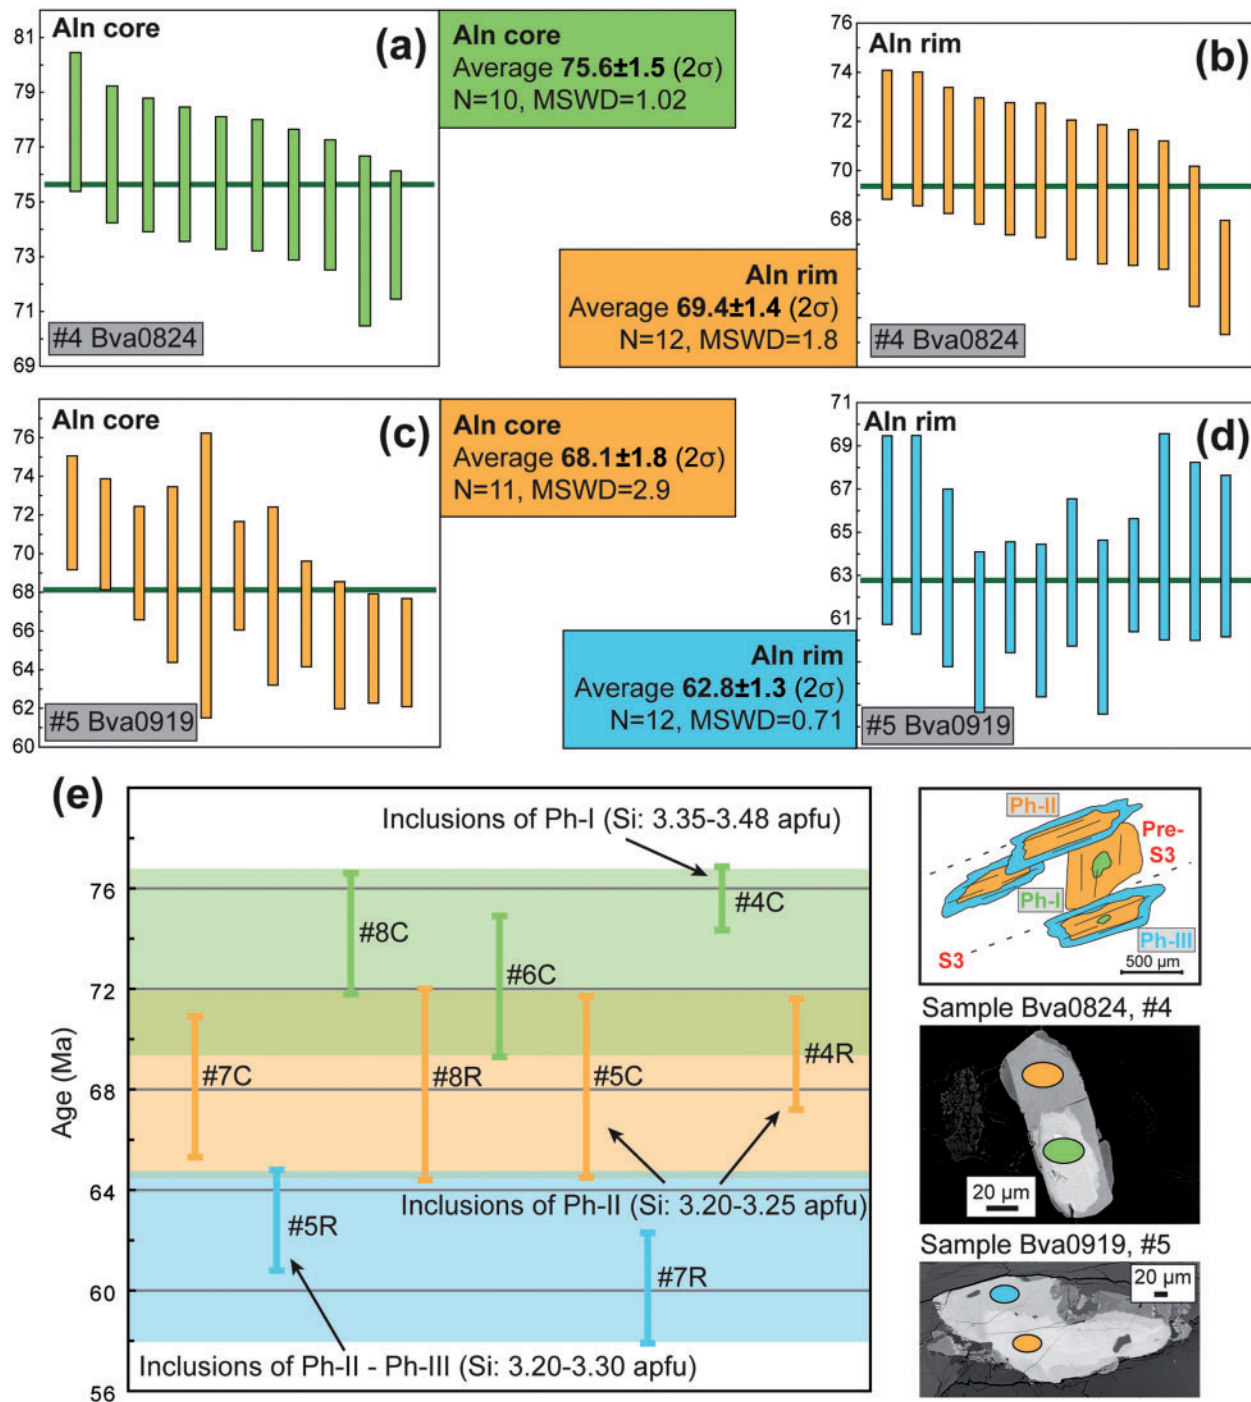 Aln core
(a)
81
79
77
75
73
71
69
#4 Bva0824
Aln core
Average 75.6±1.5 (2σ)
N=10, MSWD=1.02
Aln rim
(b)
76
74
72
70
68
#4 Bva0824
Aln rim
Average 69.4±1.4 (2σ)
N=12, MSWD=1.8
Aln core
(c)
76
74
72
70
68
66
64
62
60
#5 Bva0919
Aln core
Average 68.1±1.8 (2σ)
N=11, MSWD=2.9
Aln rim
(d)
71
69
67
65
63
61
#5 Bva0919
Aln rim
Average 62.8±1.3 (2σ)
N=12, MSWD=0.71
(e)
Age (Ma)
76
72
68
64
60
56
Inclusions of Ph-I (Si: 3.35-3.48 apfu)
#8C
#4C
#6C
#7C
#8R
#5C
#4R
Inclusions of Ph-II (Si: 3.20-3.25 apfu)
#5R
#7R
Inclusions of Ph-II - Ph-III (Si: 3.20-3.30 apfu)
Ph-II
Pre-
S3
Ph-I
Ph-III
S3
500 µm
Sample Bva0824, #4
20 µm
Sample Bva0919, #5
20 µm